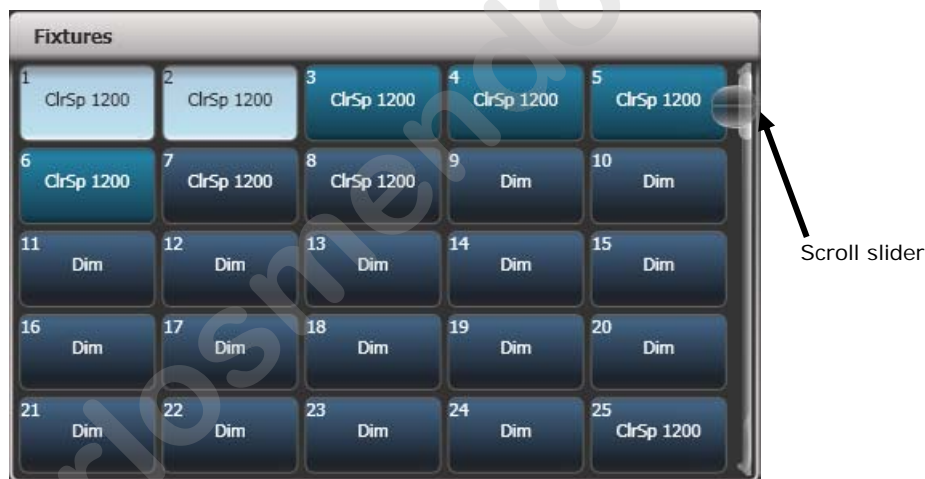 Fixtures
1 ClrSp 1200
2 ClrSp 1200
3 ClrSp 1200
4 ClrSp 1200
5 ClrSp 1200
6 ClrSp 1200
7 ClrSp 1200
8 ClrSp 1200
9 Dim
10 Dim
11 Dim
12 Dim
13 Dim
14 Dim
15 Dim
Scroll slider
16 Dim
17 Dim
18 Dim
19 Dim
20 Dim
21 Dim
22 Dim
23 Dim
24 Dim
25 ClrSp 1200
rlosmendo